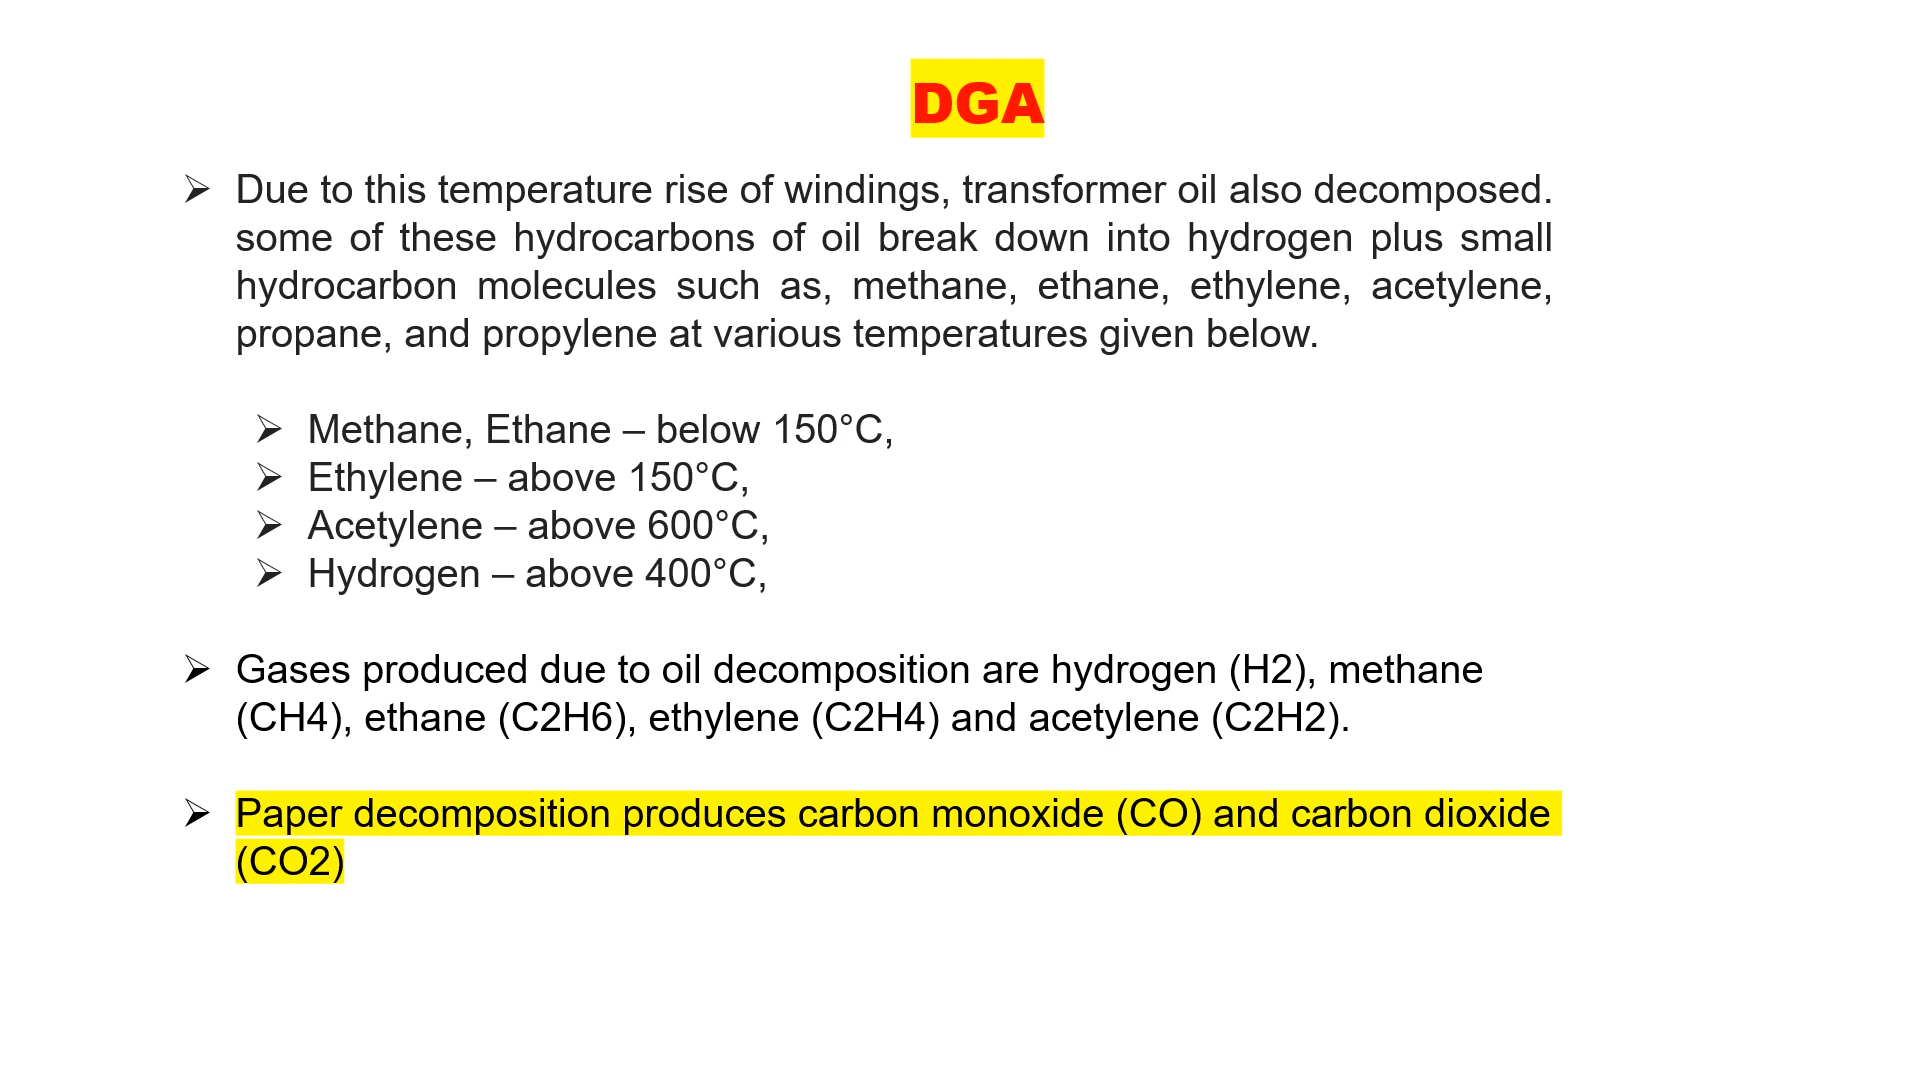 DGA
➢ Due to this temperature rise of windings, transformer oil also decomposed.
some of these hydrocarbons of oil break down into hydrogen plus small
hydrocarbon molecules such as, methane, ethane, ethylene, acetylene,
propane, and propylene at various temperatures given below.
➢ Methane, Ethane – below 150°C,
➢ Ethylene – above 150°C,
➢ Acetylene – above 600°C,
➢ Hydrogen – above 400°C,
➢ Gases produced due to oil decomposition are hydrogen (H2), methane
(CH4), ethane (C2H6), ethylene (C2H4) and acetylene (C2H2).
➢ Paper decomposition produces carbon monoxide (CO) and carbon dioxide
(CO2)